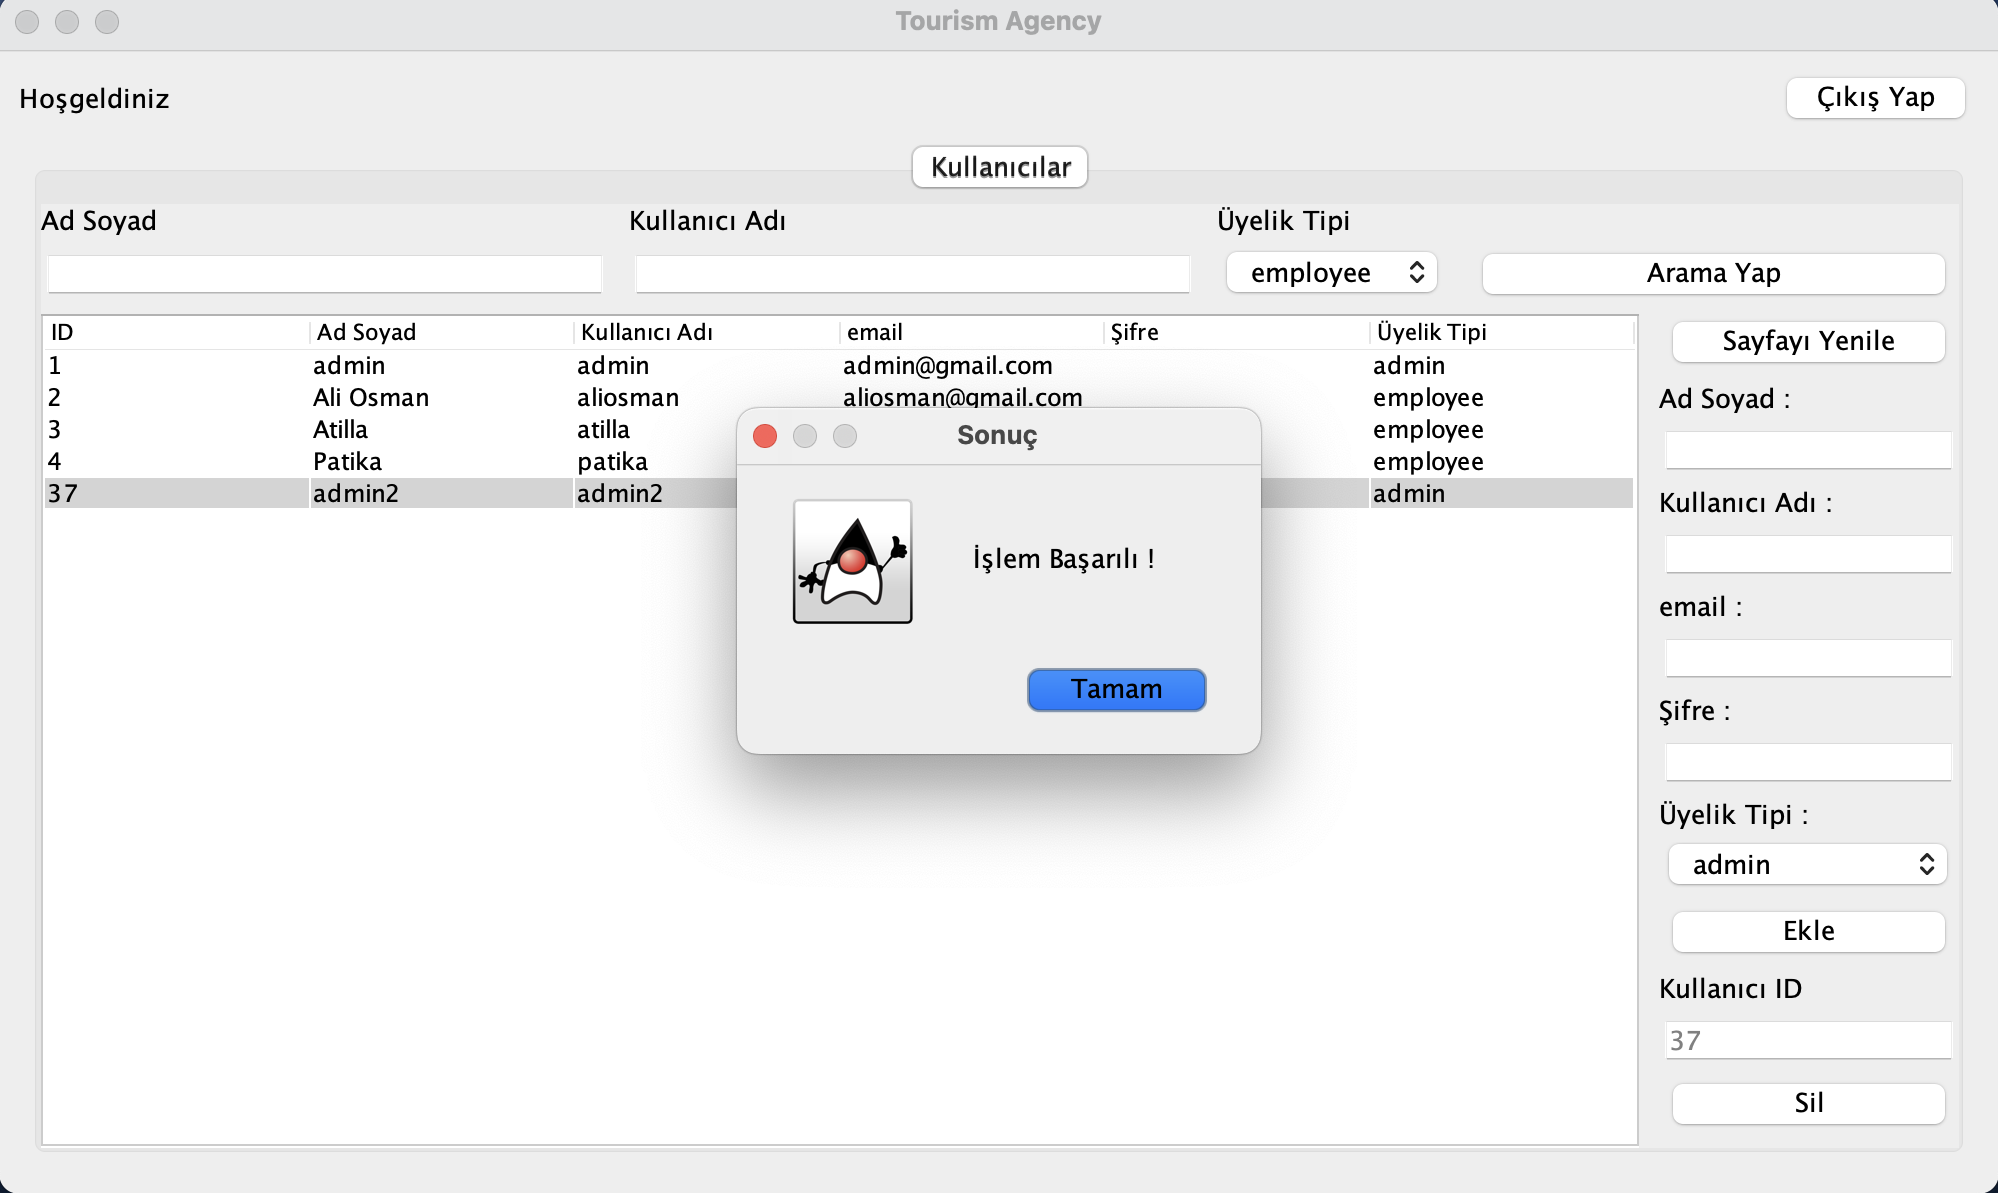 Tourism Agency
Hoşgeldiniz
Çıkış Yap
Kullanıcılar
Ad Soyad
Kullanıcı Adı
Üyelik Tipi
employee
Arama Yap
ID Ad Soyad Kullanıcı Adı email Şifre Üyelik Tipi
1 admin admin admin@gmail.com admin
2 Ali Osman aliosman aliosman@gmail.com employee
3 Atilla atilla employee
4 Patika patika employee
37 admin2 admin2 admin
Sonuç
İşlem Başarılı !
Tamam
Sayfayı Yenile
Ad Soyad :
Kullanıcı Adı :
email :
Şifre :
Üyelik Tipi :
admin
Ekle
Kullanıcı ID
37
Sil